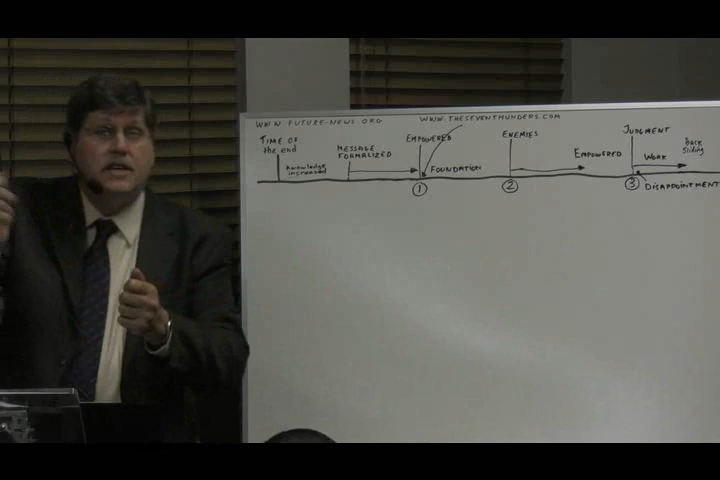 WWW FUTURE-NEWS ORG
WWW.THESEVENTHUNDERS.COM
TIME OF
the end
Knowledge
increased
MESSAGE
FORMALIZED
EMPOWERED
FOUNDATION
1
ENEMIES
EMPOWERED
2
JUDGMENT
WORK
back
sliding
3
DISAPPOINTMENT